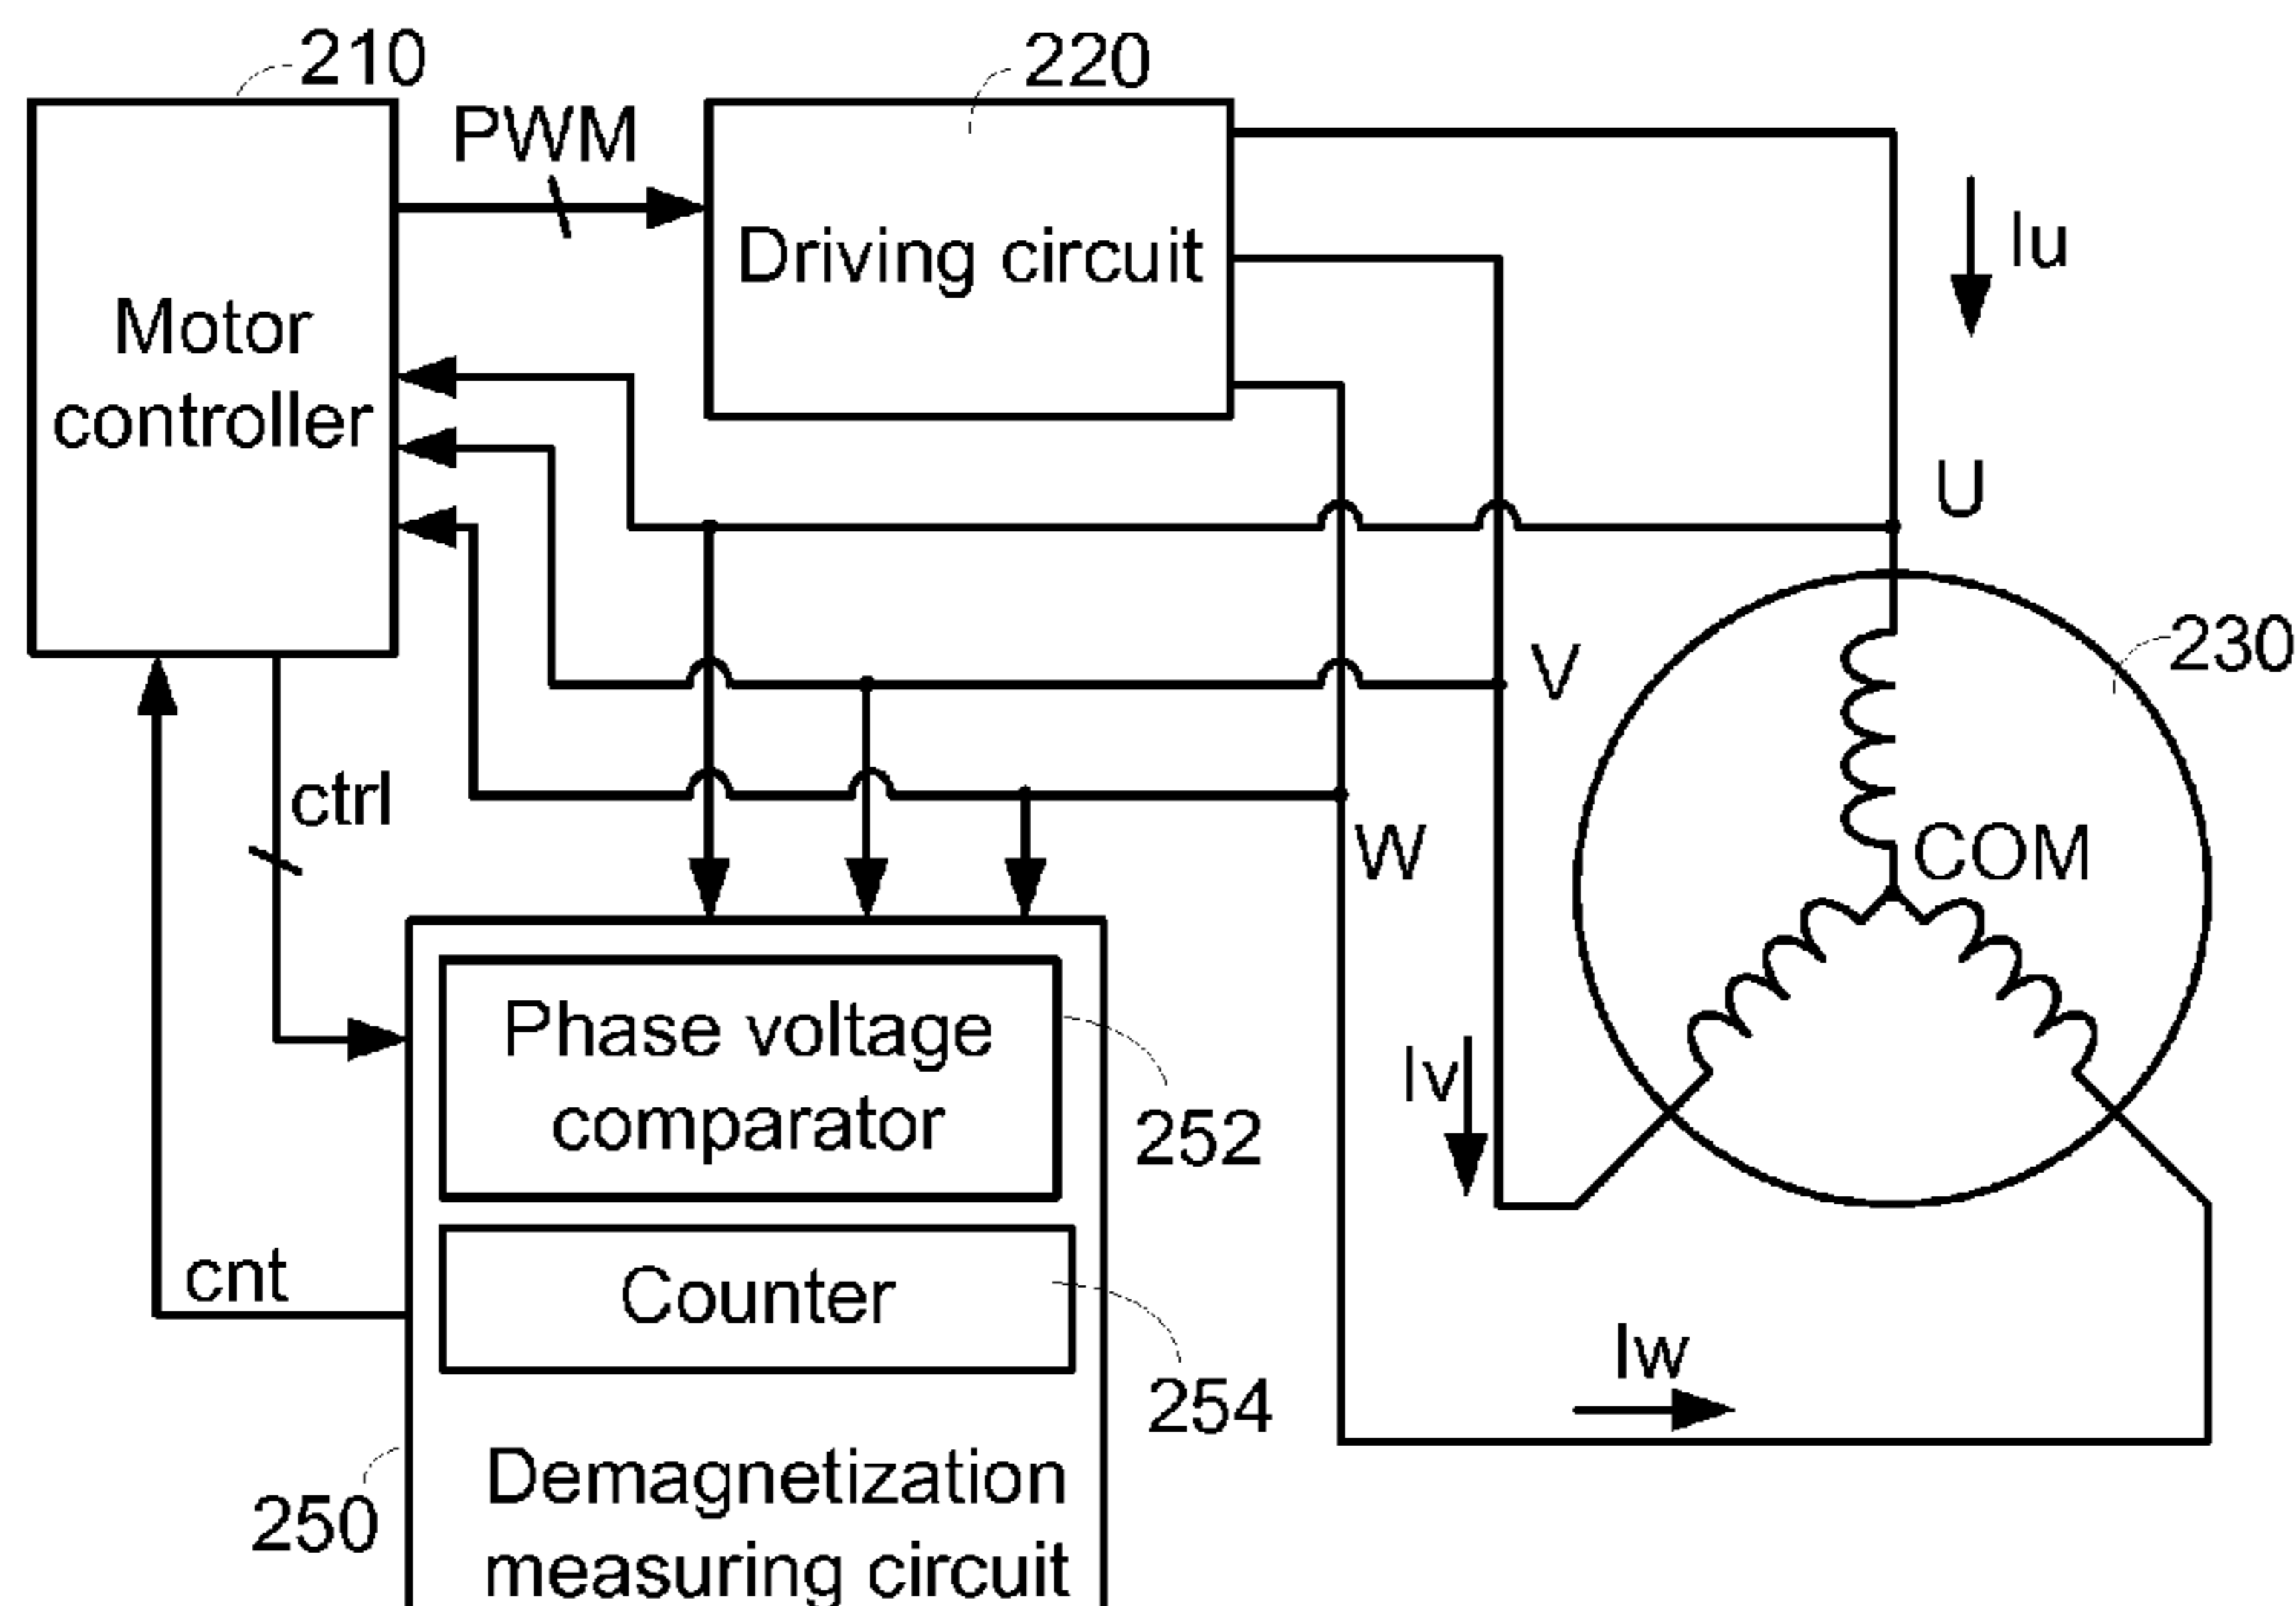 210
220
PWM
Driving circuit
Iu
Motor
controller
U
230
V
ctrl
W
COM
Phase voltage
comparator
Iv
252
cnt
Counter
Iw
254
250
Demagnetization
measuring circuit